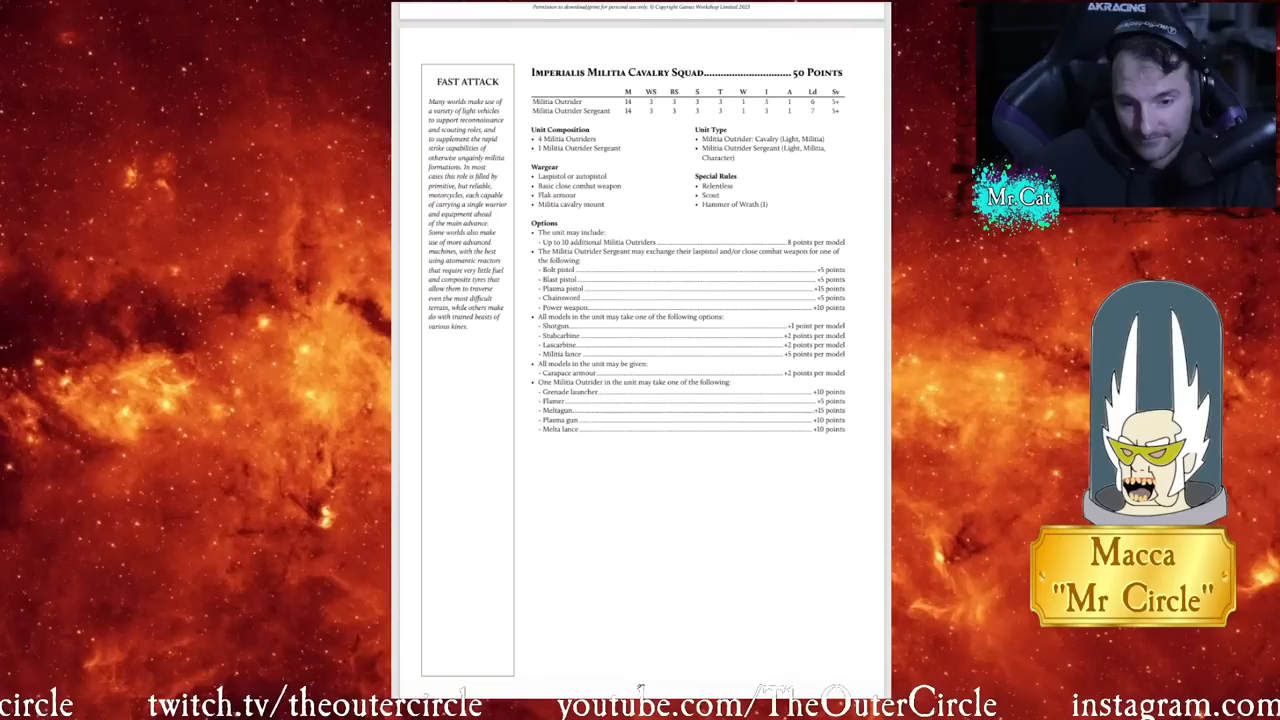 Permission to download/print for personal use only. © Copyright Games Workshop Limited 2023
FAST ATTACK
Many worlds make use of
a variety of light vehicles
to support reconnaissance
and scouting roles, and
to supplement the rapid
strike capabilities of
otherwise ungainly militia
formations. In most
cases this role is filled by
primitive, but reliable,
motorcycles, each capable
of carrying a single warrior
and equipment ahead
of the main advance.
Some worlds also make
use of more advanced
machines, with the best
using atomantic reactors
that require very little fuel
and composite tyres that
allow them to traverse
even the most difficult
terrain, while others make
do with trained beasts of
various kines.
Imperialis Militia Cavalry Squad.............................. 50 Points
M WS BS S T W I A Ld Sv
Militia Outrider 14 3 3 3 3 1 3 1 6 5+
Militia Outrider Sergeant 14 3 3 3 3 1 3 1 7 5+
Unit Composition
• 4 Militia Outriders
• 1 Militia Outrider Sergeant
Unit Type
• Militia Outrider: Cavalry (Light, Militia)
• Militia Outrider Sergeant (Light, Militia,
Character)
Wargear
• Laspistol or autopistol
• Basic close combat weapon
• Flak armour
• Militia cavalry mount
Special Rules
• Relentless
• Scout
• Hammer of Wrath (1)
Options
• The unit may include:
- Up to 10 additional Militia Outriders........................................ 8 points per model
• The Militia Outrider Sergeant may exchange their laspistol and/or close combat weapon for one of
the following:
- Bolt pistol........................................ +5 points
- Blast pistol........................................ +5 points
- Plasma pistol........................................ +15 points
- Chainsword........................................ +5 points
- Power weapon........................................ +10 points
• All models in the unit may take one of the following options:
- Shotgun........................................ +1 point per model
- Stubcarbine........................................ +2 points per model
- Lascarbine........................................ +2 points per model
- Militia lance........................................ +5 points per model
• All models in the unit may be given:
- Carapace armour........................................ +2 points per model
• One Militia Outrider in the unit may take one of the following:
- Grenade launcher........................................ +10 points
- Flamer........................................ +5 points
- Meltagun........................................ +15 points
- Plasma gun........................................ +10 points
- Melta lance........................................ +10 points
AKRACING
Mr.Cat
Macca
"Mr Circle"
circle twitch.tv/theoutercircle youtube.com/TheOuterCircle instagram.com